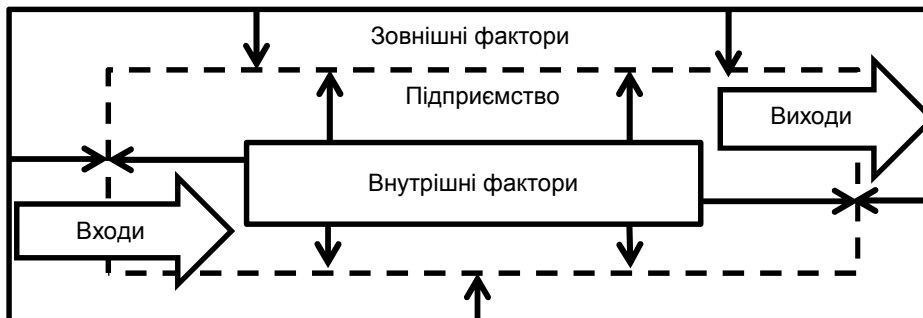 Зовнішні фактори
Підприємство
Виходи
Внутрішні фактори
Входи